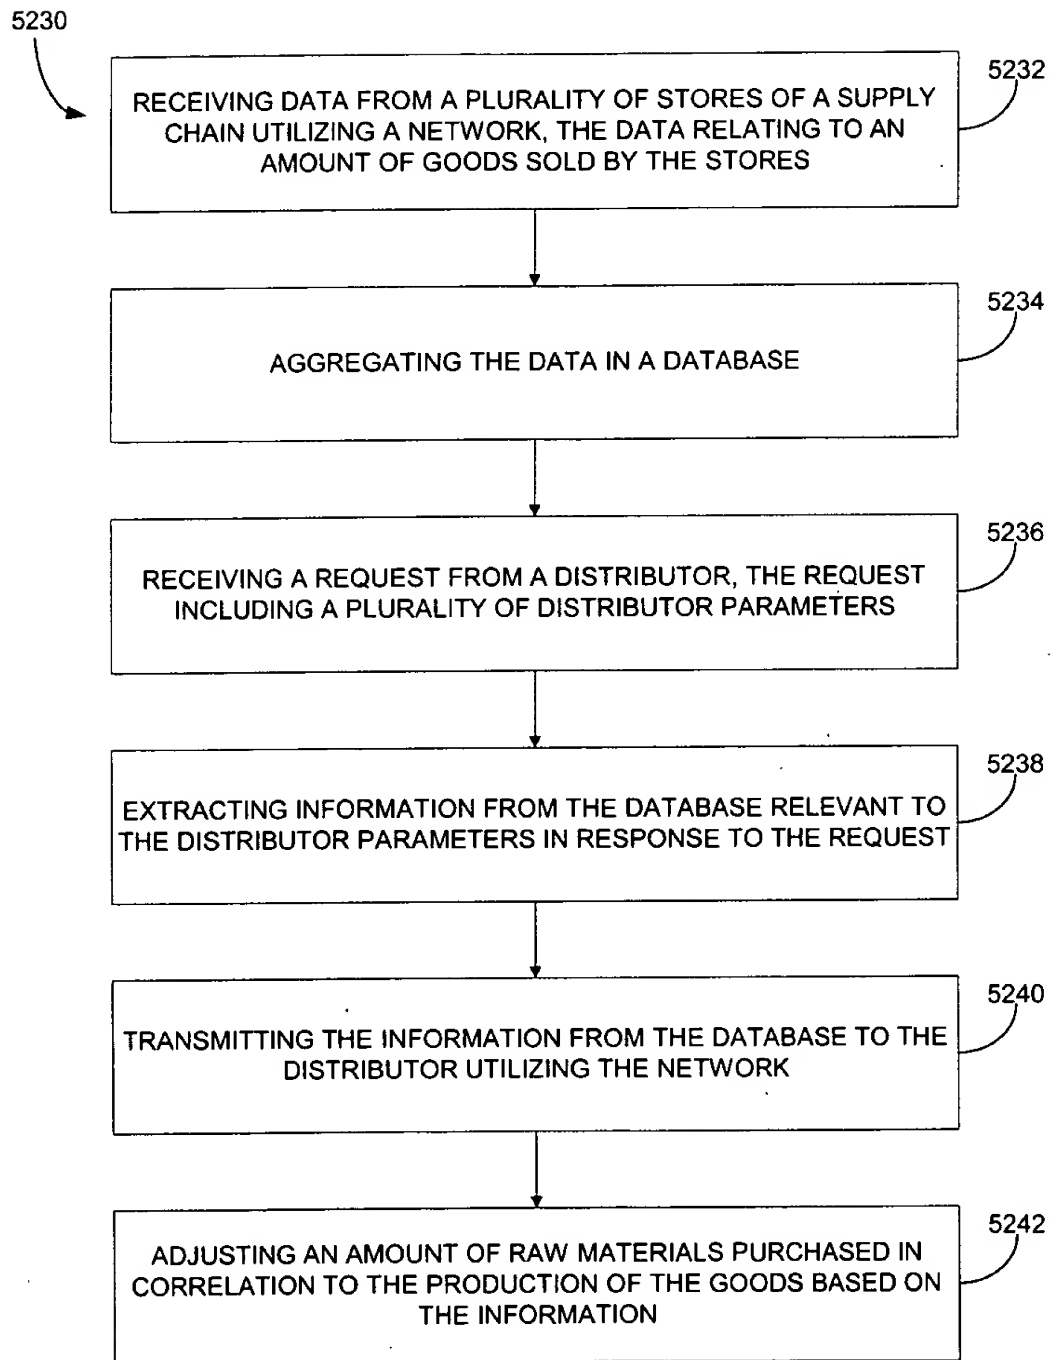 5230
5232
RECEIVING DATA FROM A PLURALITY OF STORES OF A SUPPLY
CHAIN UTILIZING A NETWORK, THE DATA RELATING TO AN
AMOUNT OF GOODS SOLD BY THE STORES
5234
AGGREGATING THE DATA IN A DATABASE
5236
RECEIVING A REQUEST FROM A DISTRIBUTOR, THE REQUEST
INCLUDING A PLURALITY OF DISTRIBUTOR PARAMETERS
5238
EXTRACTING INFORMATION FROM THE DATABASE RELEVANT TO
THE DISTRIBUTOR PARAMETERS IN RESPONSE TO THE REQUEST
5240
TRANSMITTING THE INFORMATION FROM THE DATABASE TO THE
DISTRIBUTOR UTILIZING THE NETWORK
5242
ADJUSTING AN AMOUNT OF RAW MATERIALS PURCHASED IN
CORRELATION TO THE PRODUCTION OF THE GOODS BASED ON
THE INFORMATION